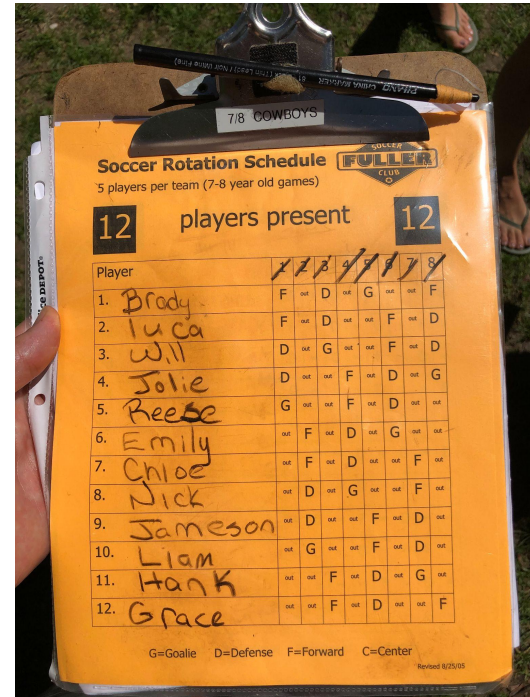 PHANO CHINA MARKER
7/8 COWBOYS
Soccer Rotation Schedule
SOCCER
FULLER
CLUB
5 players per team (7-8 year old games)
12 players present 12
Player 1 2 3 4 5 6 7 8
1. Brady F out D out G out out F
2. luca F out D out out F out D
3. Will D out G out out F out D
4. Jolie D out out F out D out G
5. Reese G out out F out D out out
6. Emily out F out D out G out out
7. Chloe out F out D out out F out
8. Nick out D out G out out F out
9. Jameson out D out out F out D out
10. Liam out G out out F out D out
11. Hank out out F out D out G out
12. Grace out out F out D out out F
G=Goalie D=Defense F=Forward C=Center
Revised 8/25/05
CE DEPOT